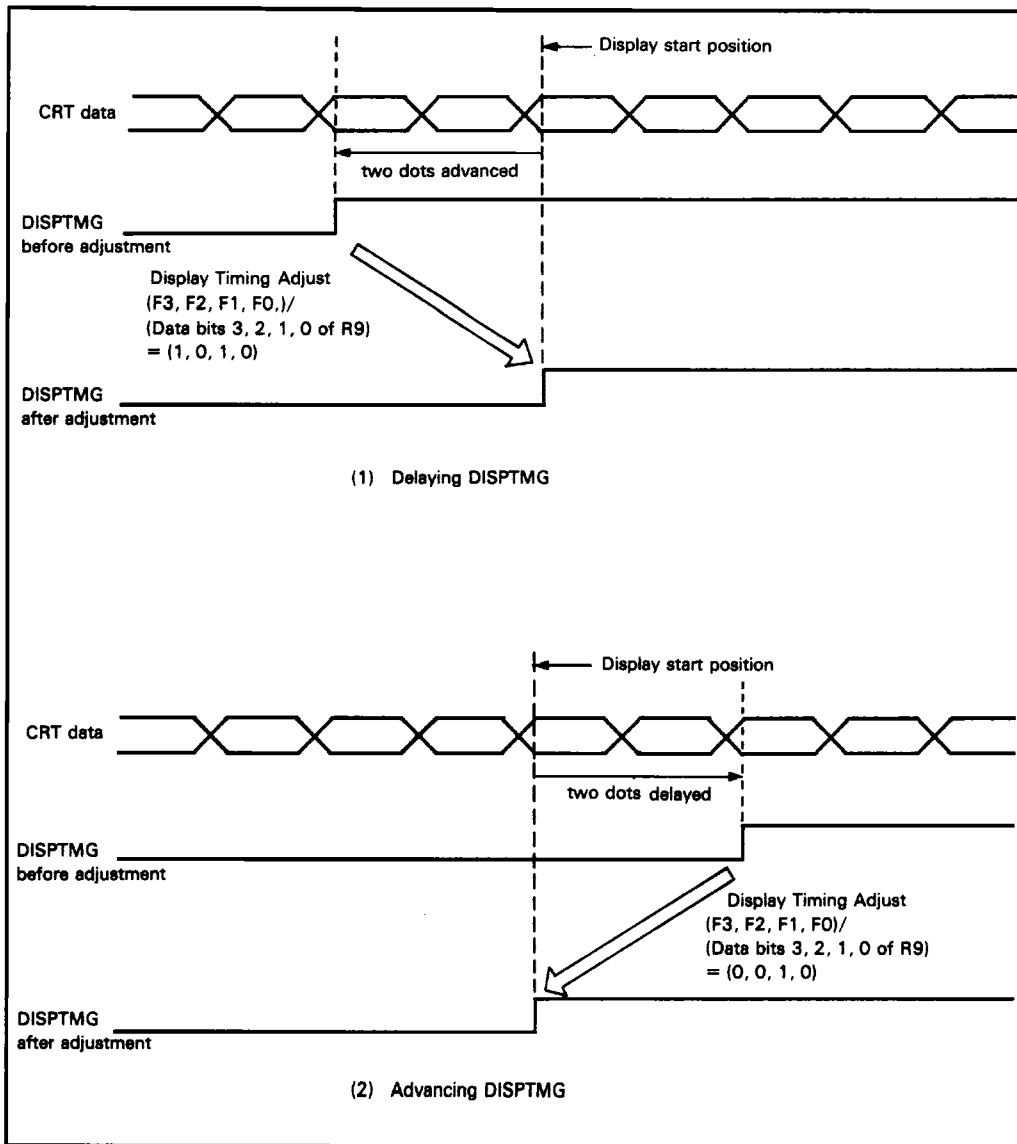 Display start position
CRT data
two dots advanced
DISPTMG
before adjustment
Display Timing Adjust
(F3, F2, F1, F0,)/
(Data bits 3, 2, 1, 0 of R9)
= (1, 0, 1, 0)
DISPTMG
after adjustment
(1) Delaying DISPTMG
Display start position
CRT data
two dots delayed
DISPTMG
before adjustment
Display Timing Adjust
(F3, F2, F1, F0)/
(Data bits 3, 2, 1, 0 of R9)
= (0, 0, 1, 0)
DISPTMG
after adjustment
(2) Advancing DISPTMG